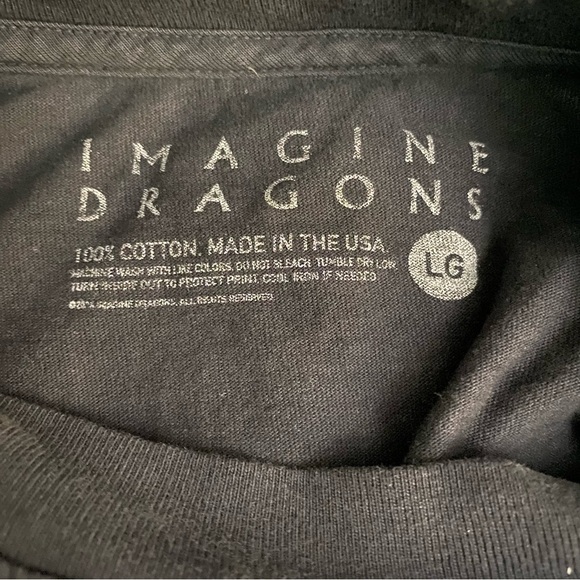 IMAGINE
DRAGONS
100% COTTON. MADE IN THE USA.
MACHINE WASH WITH LIKE COLORS. DO NOT BLEACH. TUMBLE DRY LOW.
TURN INSIDE OUT TO PROTECT PRINT. COOL IRON IF NEEDED
IMAGINE DRAGONS, ALL RIGHTS RESERVED.
LG